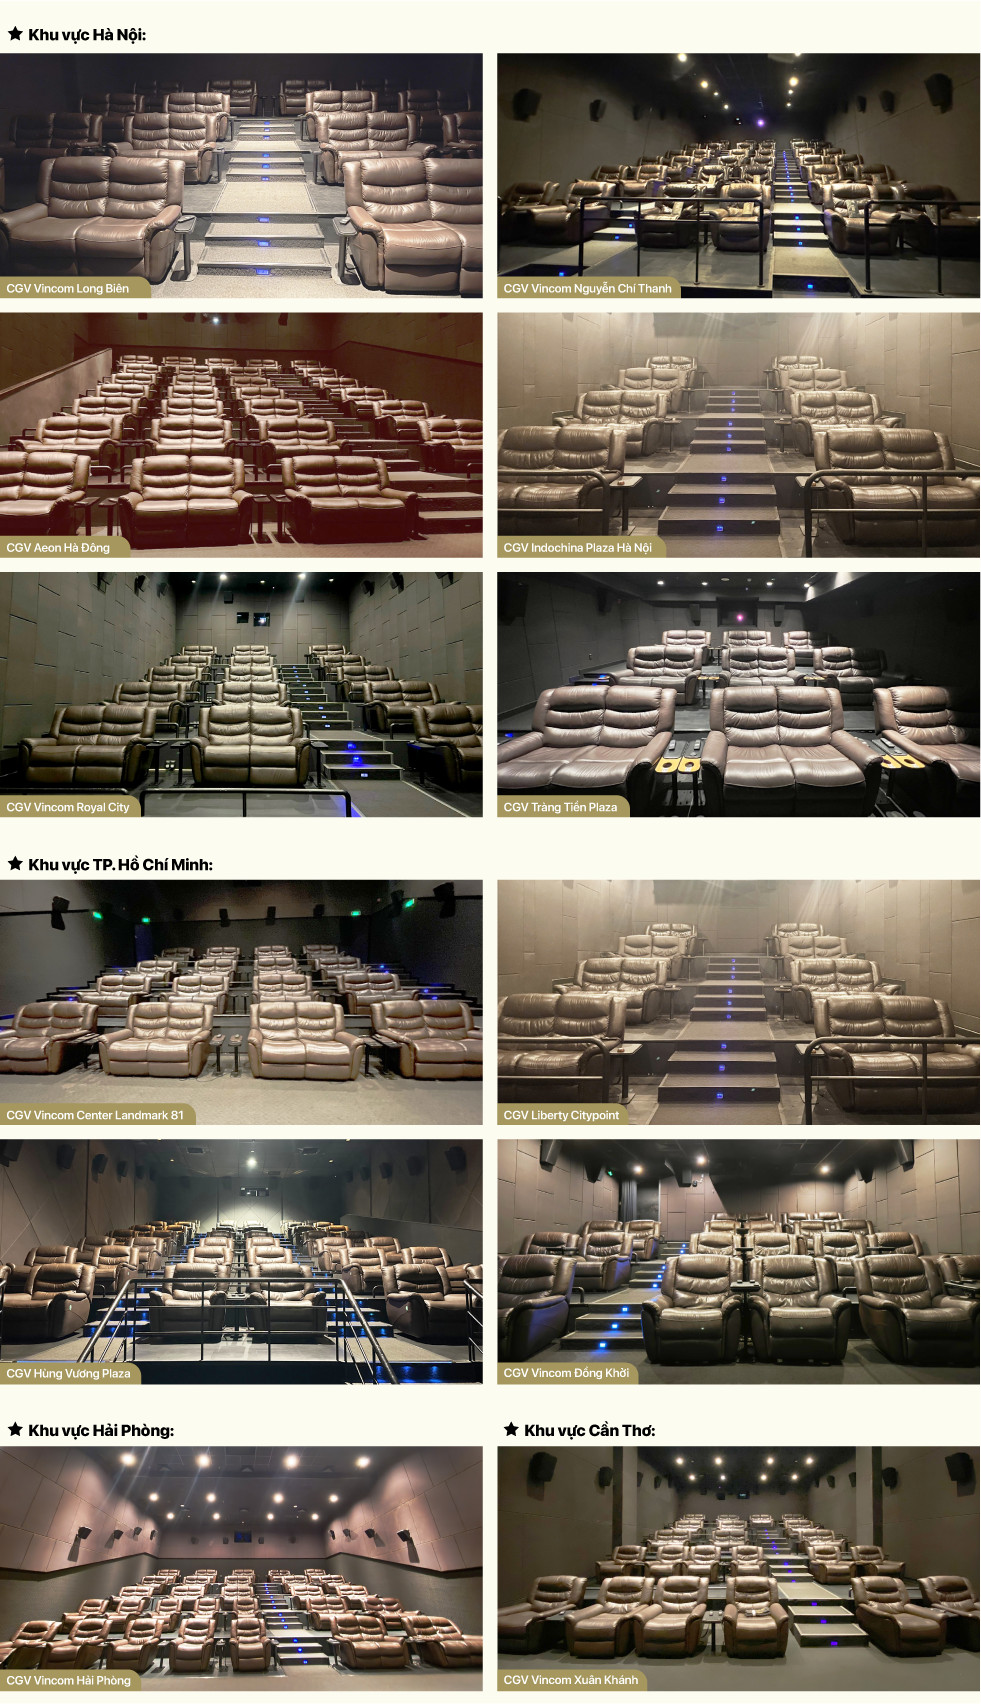 ★ Khu vực Hà Nội:
CGV Vincom Long Biên
CGV Vincom Nguyễn Chí Thanh
CGV Aeon Hà Đông
CGV Indochina Plaza Hà Nội
CGV Vincom Royal City
CGV Tràng Tiền Plaza
★ Khu vực TP. Hồ Chí Minh:
CGV Vincom Center Landmark 81
CGV Liberty Citypoint
CGV Hùng Vương Plaza
CGV Vincom Đồng Khởi
★ Khu vực Hải Phòng:
★ Khu vực Cần Thơ:
CGV Vincom Hải Phòng
CGV Vincom Xuân Khánh